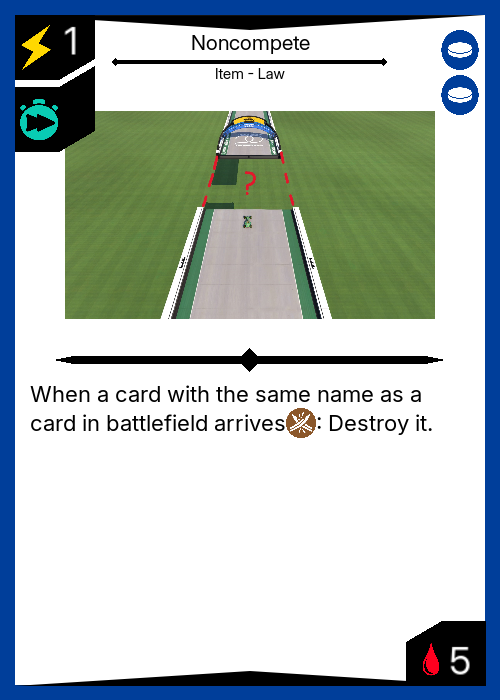 1
Noncompete
Item - Law
?
When a card with the same name as a
card in battlefield arrives : Destroy it.
5